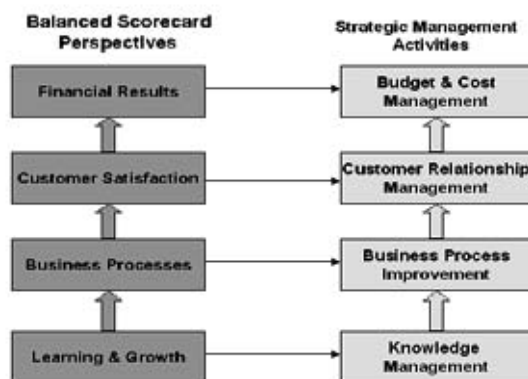 Balanced Scorecard
Perspectives
Strategic Management
Activities
Financial Results
Budget & Cost
Management
Customer Satisfaction
Customer Relationship
Management
Business Processes
Business Process
Improvement
Learning & Growth
Knowledge
Management